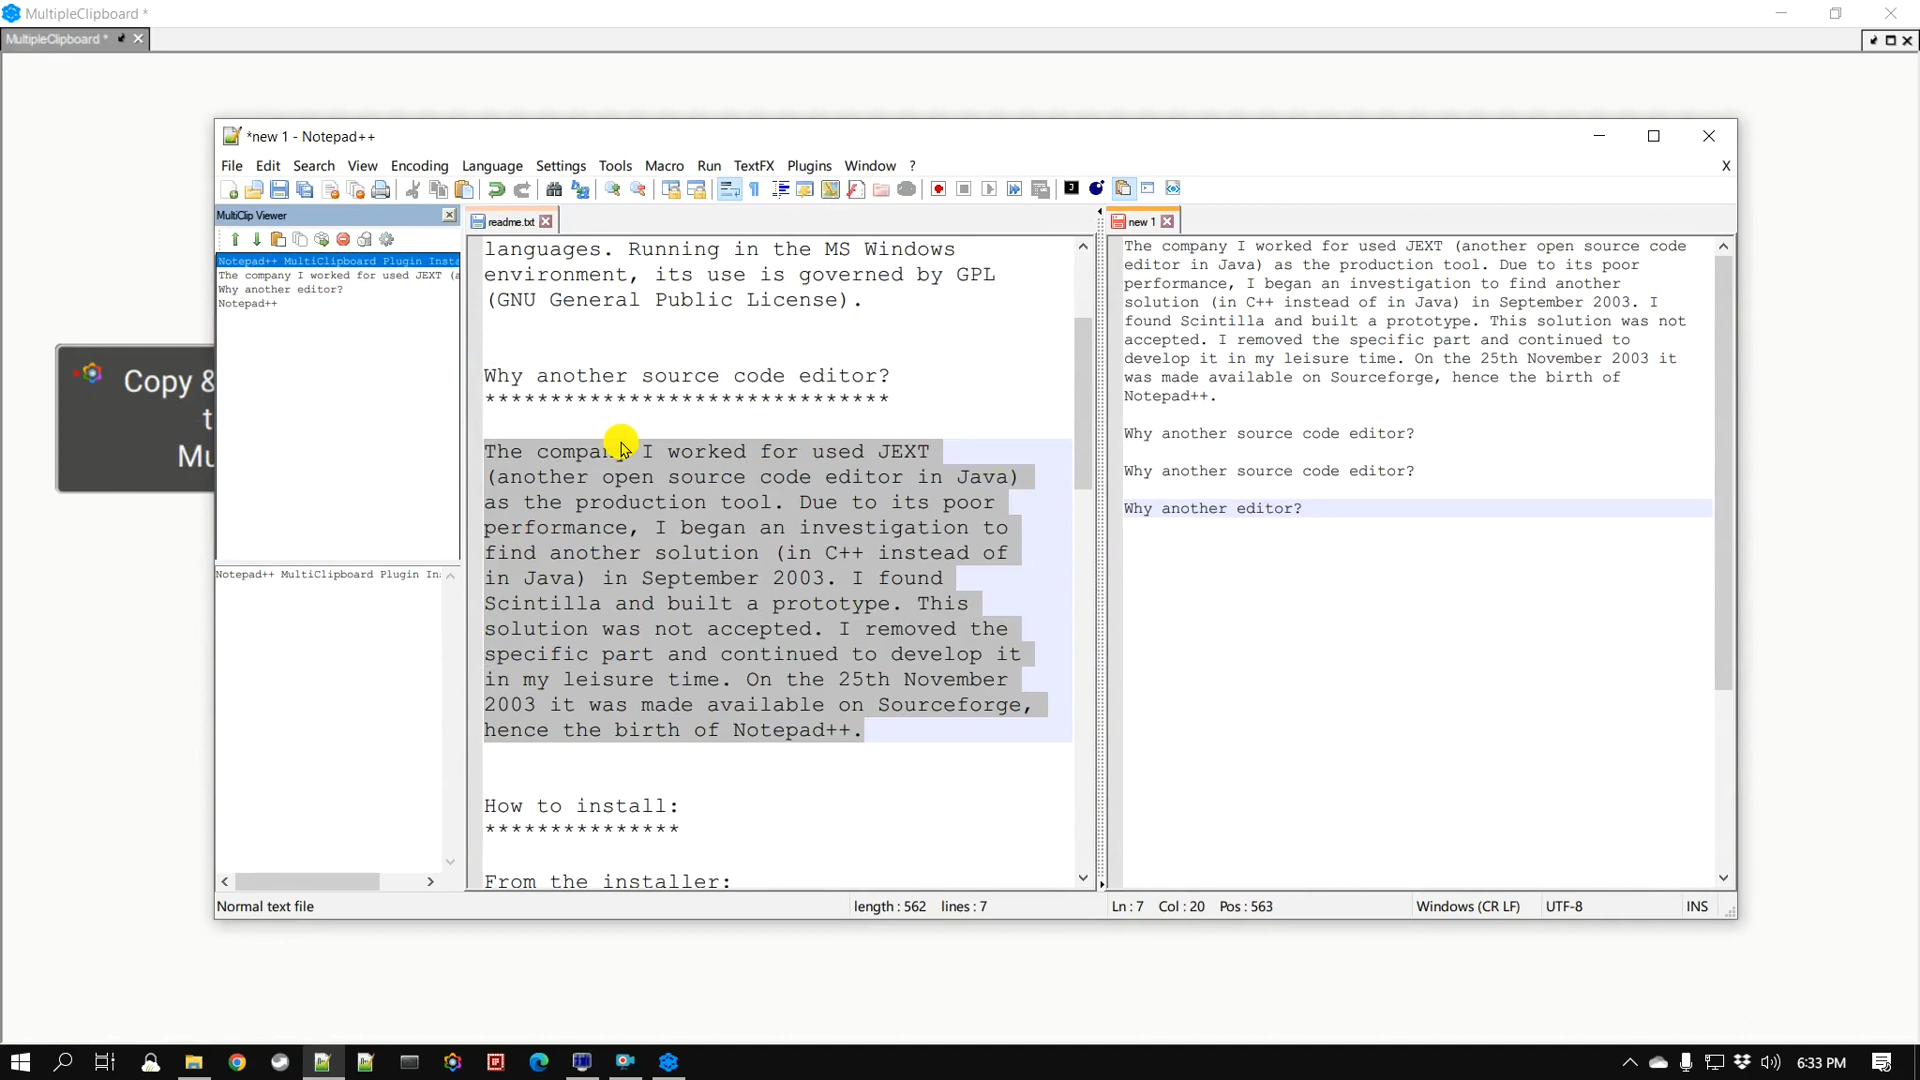 MultipleClipboard *
MultipleClipboard *
Copy &
t
Mu
*new 1 - Notepad++
File Edit Search View Encoding Language Settings Tools Macro Run TextFX Plugins Window ?
X
MultiClip Viewer
Notepad++ MultiClipboard Plugin Insta
The company I worked for used JEXT (a
Why another editor?
Notepad++
Notepad++ MultiClipboard Plugin In
readme.txt
languages. Running in the MS Windows
environment, its use is governed by GPL
(GNU General Public License).
Why another source code editor?
*******************************
The company I worked for used JEXT
(another open source code editor in Java)
as the production tool. Due to its poor
performance, I began an investigation to
find another solution (in C++ instead of
in Java) in September 2003. I found
Scintilla and built a prototype. This
solution was not accepted. I removed the
specific part and continued to develop it
in my leisure time. On the 25th November
2003 it was made available on Sourceforge,
hence the birth of Notepad++.
How to install:
***************
From the installer:
new 1
The company I worked for used JEXT (another open source code
editor in Java) as the production tool. Due to its poor
performance, I began an investigation to find another
solution (in C++ instead of in Java) in September 2003. I
found Scintilla and built a prototype. This solution was not
accepted. I removed the specific part and continued to
develop it in my leisure time. On the 25th November 2003 it
was made available on Sourceforge, hence the birth of
Notepad++.
Why another source code editor?
Why another source code editor?
Why another editor?
Normal text file length : 562 lines : 7 Ln : 7 Col : 20 Pos : 563 Windows (CR LF) UTF-8 INS
6:33 PM